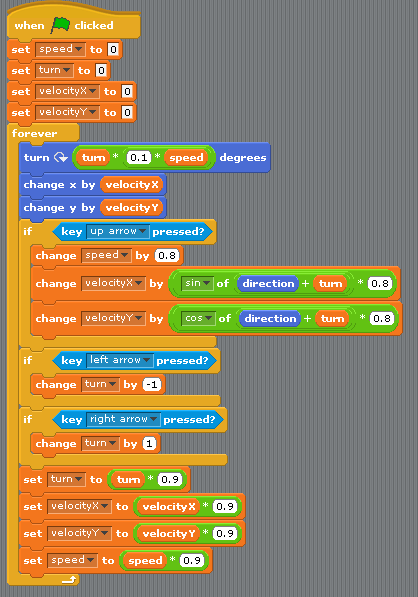 when clicked
set speed to 0
set turn to 0
set velocityX to 0
set velocityY to 0
forever
turn turn * 0.1 * speed degrees
change x by velocityX
change y by velocityY
if key up arrow pressed?
change speed by 0.8
change velocityX by sin of direction + turn * 0.8
change velocityY by cos of direction + turn * 0.8
if key left arrow pressed?
change turn by -1
if key right arrow pressed?
change turn by 1
set turn to turn * 0.9
set velocityX to velocityX * 0.9
set velocityY to velocityY * 0.9
set speed to speed * 0.9